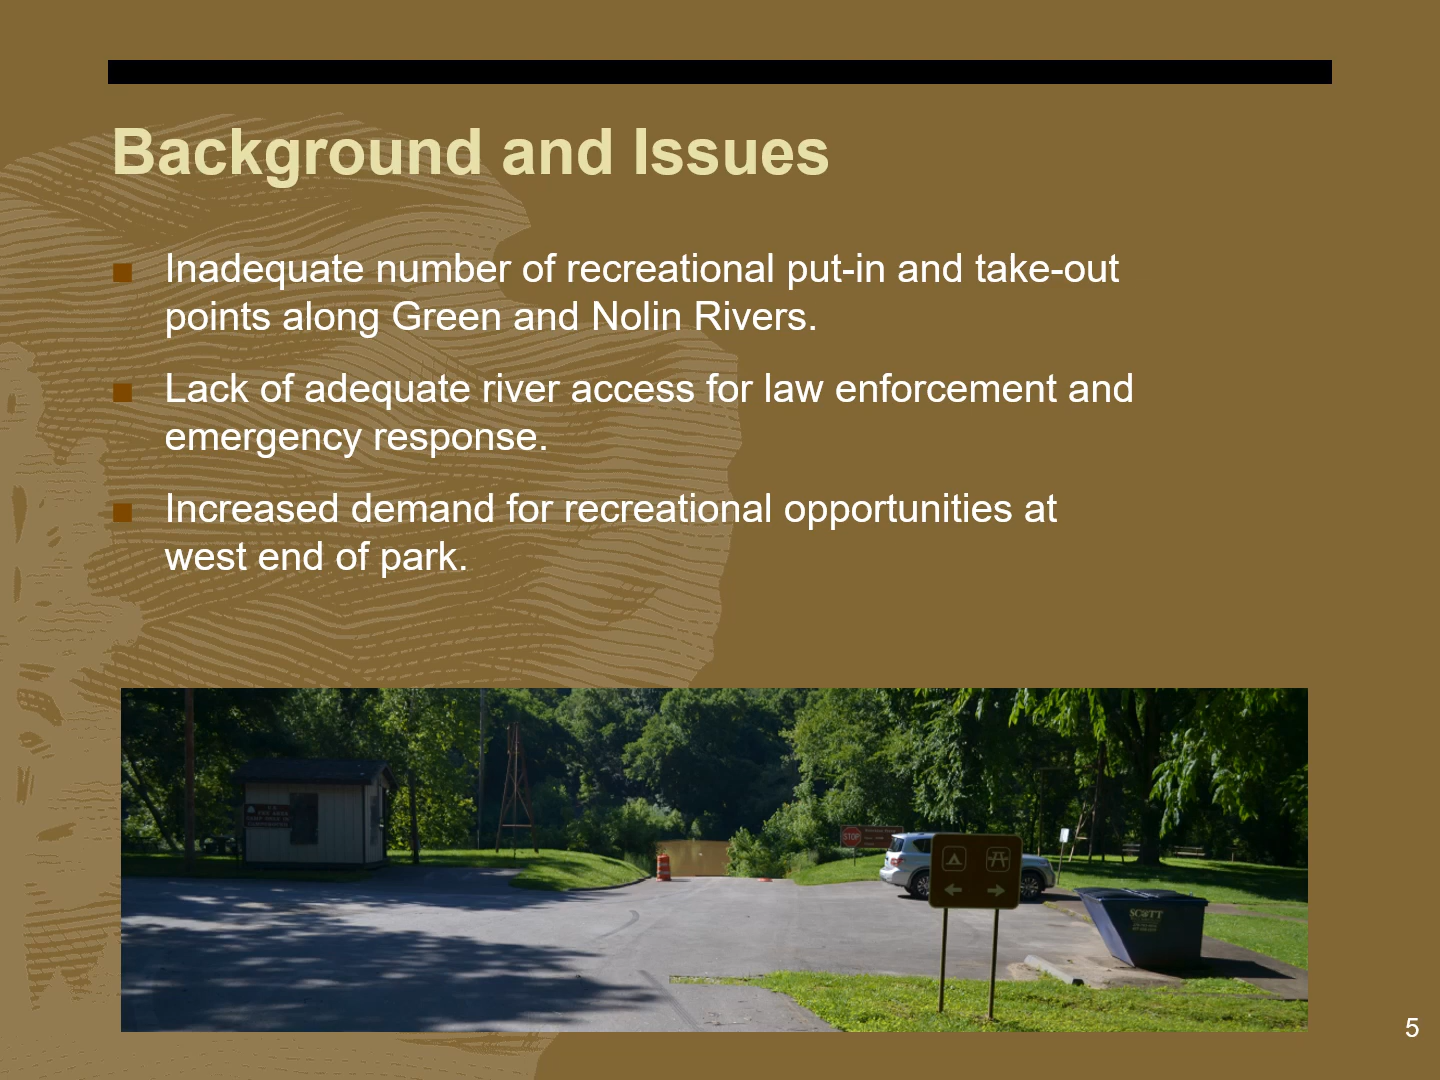 Background and Issues
Inadequate number of recreational put-in and take-out
points along Green and Nolin Rivers.
Lack of adequate river access for law enforcement and
emergency response.
Increased demand for recreational opportunities at
west end of park.
STOP
SCOTT
5